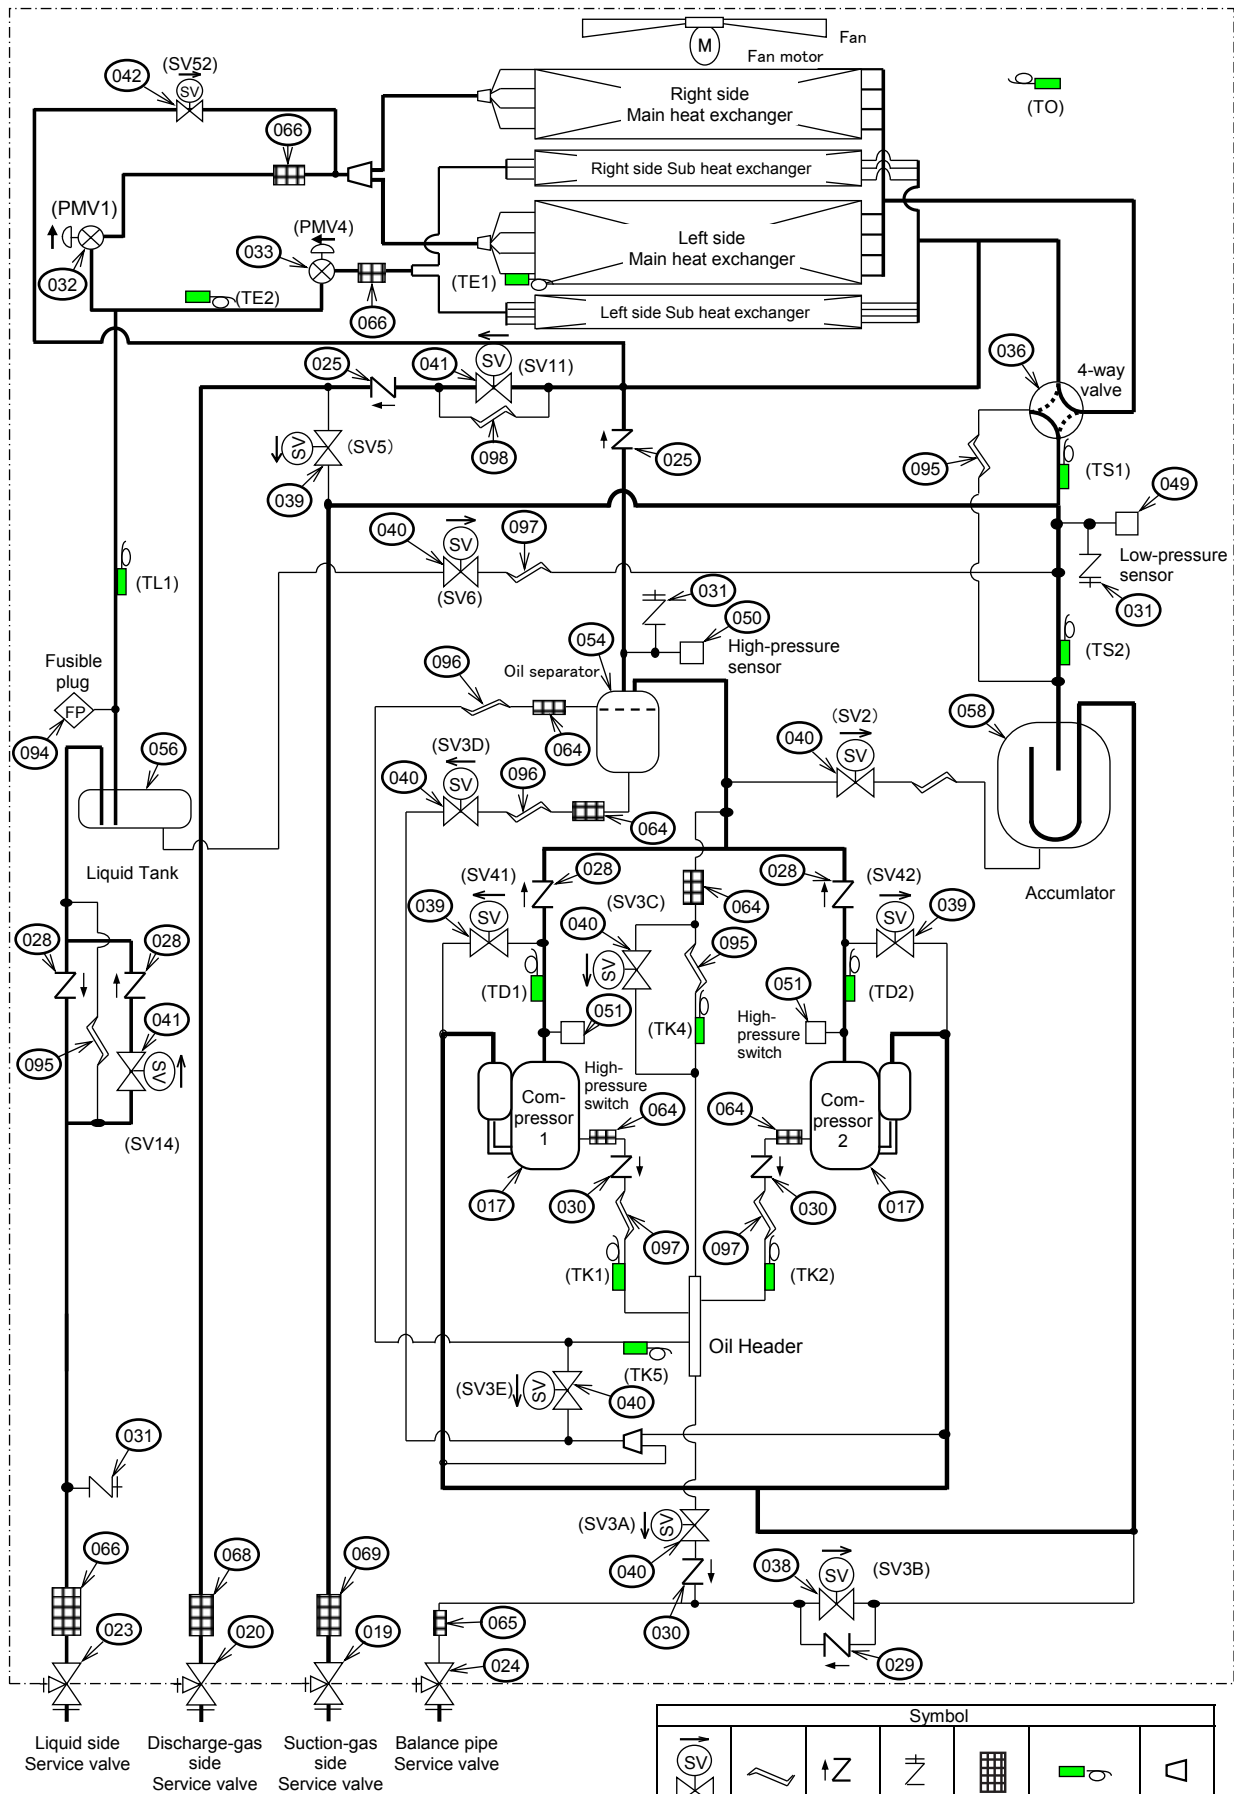 Fan
M
Fan motor
(SV52)
042
SV
Right side
Main heat exchanger
(TO)
066
Right side Sub heat exchanger
(PMV1)
(PMV4)
032
033
Left side
Main heat exchanger
(TE1)
(TE2)
066
Left side Sub heat exchanger
025
041
SV
(SV11)
036
4-way
valve
SV
(SV5)
098
025
095
(TS1)
039
049
040
SV
097
Low-pressure
sensor
(SV6)
(TL1)
031
031
050
054
High-pressure
sensor
(TS2)
Fusible
plug
096
Oil separator
FP
094
064
058
056
(SV3D)
(SV2)
040
SV
096
040
SV
064
Liquid Tank
Accumlator
(SV41)
028
028
(SV42)
064
(SV3C)
039
SV
040
SV
039
028
028
095
SV
(TD1)
(TD2)
051
051
(TK4)
High-
pressure
switch
041
095
SV
High-
pressure
switch
Com-
pressor
1
064
064
Com-
pressor
2
(SV14)
017
030
030
017
097
097
(TK1)
(TK2)
Oil Header
(TK5)
(SV3E)
SV
040
031
(SV3A)
SV
040
038
SV
(SV3B)
066
068
069
065
030
029
023
020
019
024
Liquid side
Service valve
Discharge-gas
side
Service valve
Suction-gas
side
Service valve
Balance pipe
Service valve
Symbol
SV